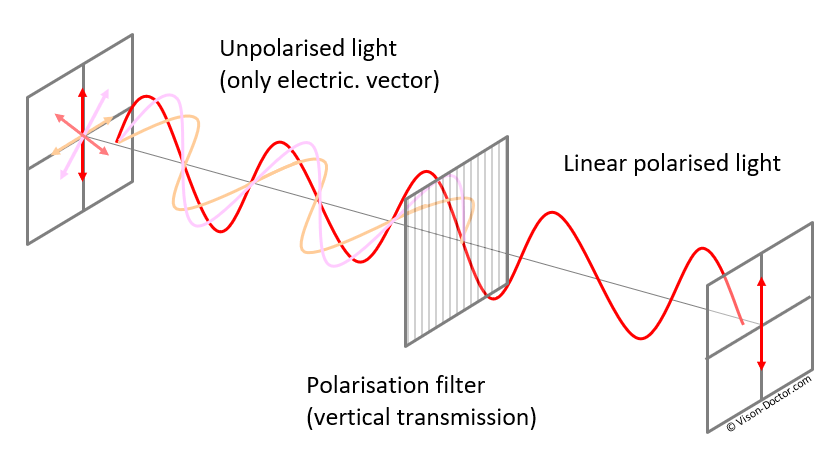 Unpolarised light
(only electric. vector)
Linear polarised light
Polarisation filter
(vertical transmission)
© Vison-Doctor.com